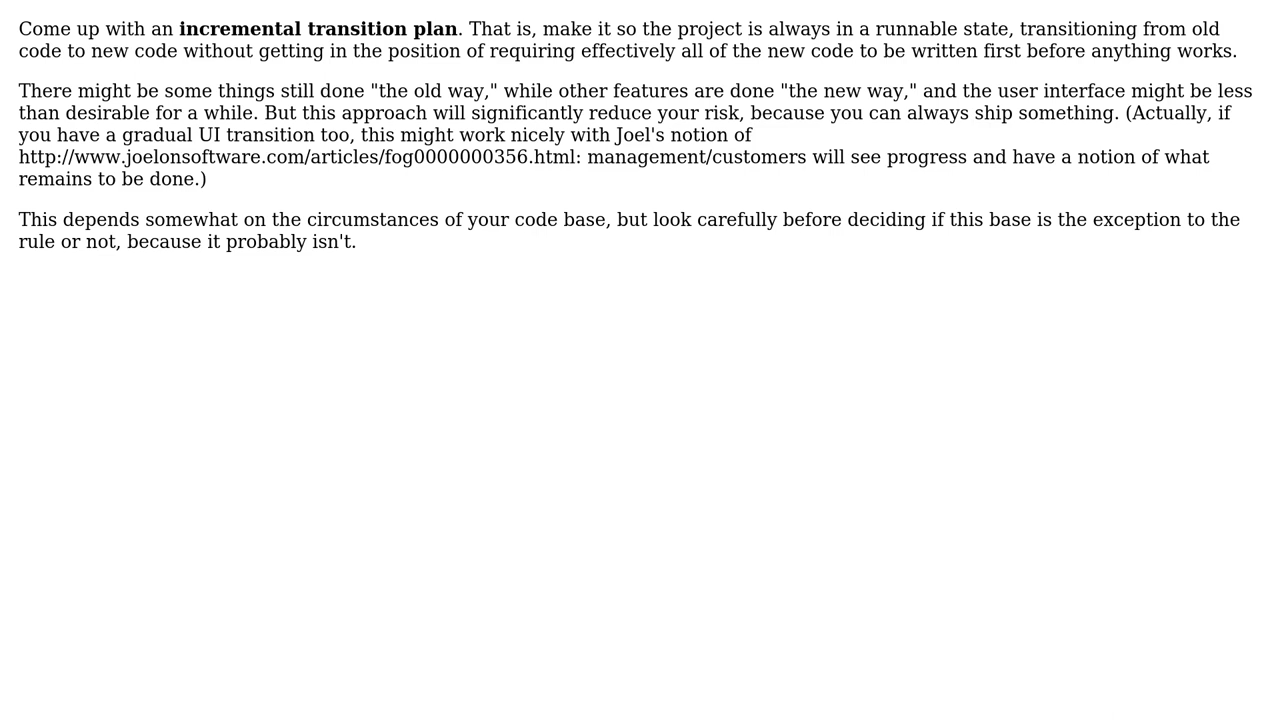 Come up with an incremental transition plan. That is, make it so the project is always in a runnable state, transitioning from old
code to new code without getting in the position of requiring effectively all of the new code to be written first before anything works.
There might be some things still done "the old way," while other features are done "the new way," and the user interface might be less
than desirable for a while. But this approach will significantly reduce your risk, because you can always ship something. (Actually, if
you have a gradual UI transition too, this might work nicely with Joel's notion of
http://www.joelonsoftware.com/articles/fog0000000356.html: management/customers will see progress and have a notion of what
remains to be done.)
This depends somewhat on the circumstances of your code base, but look carefully before deciding if this base is the exception to the
rule or not, because it probably isn't.